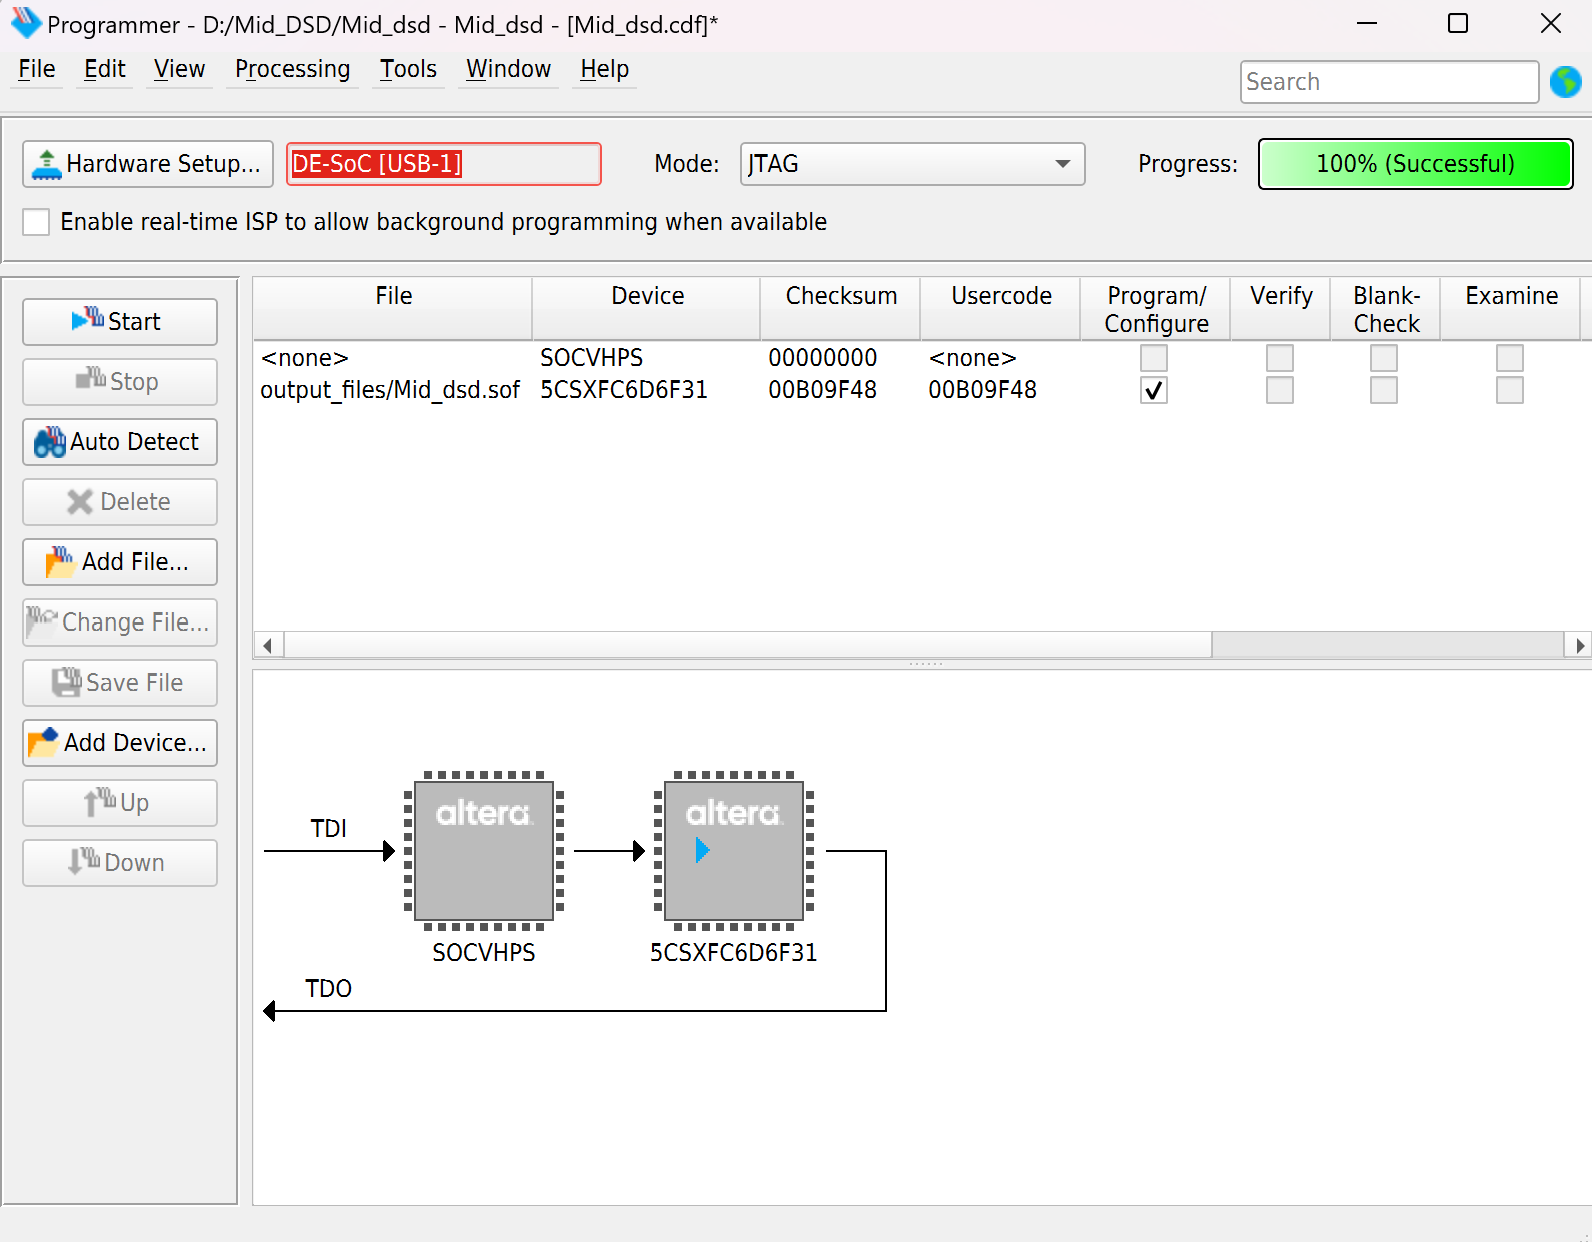 Programmer - D:/Mid_DSD/Mid_dsd - Mid_dsd - [Mid_dsd.cdf]*
File Edit View Processing Tools Window Help
Search
Hardware Setup... DE-SoC [USB-1] Mode: JTAG Progress: 100% (Successful)
Enable real-time ISP to allow background programming when available
Start
Stop
Auto Detect
Delete
Add File...
Change File...
Save File
Add Device...
Up
Down
File Device Checksum Usercode Program/ Configure Verify Blank- Check Examine
<none> SOCVHPS 00000000 <none>
output_files/Mid_dsd.sof 5CSXFC6D6F31 00B09F48 00B09F48
altera. altera.
TDI
SOCVHPS 5CSXFC6D6F31
TDO